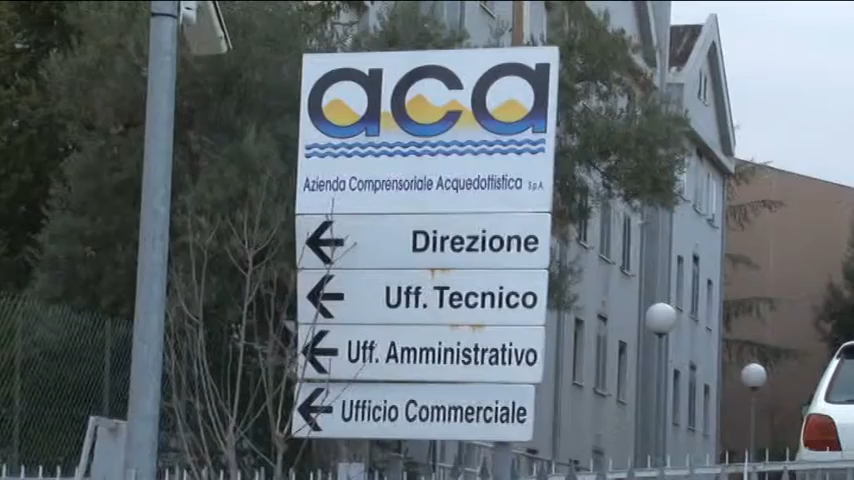 aca
Azienda Comprensoriale Acquedottistica S.p.A.
Direzione
Uff. Tecnico
Uff. Amministrativo
Ufficio Commerciale